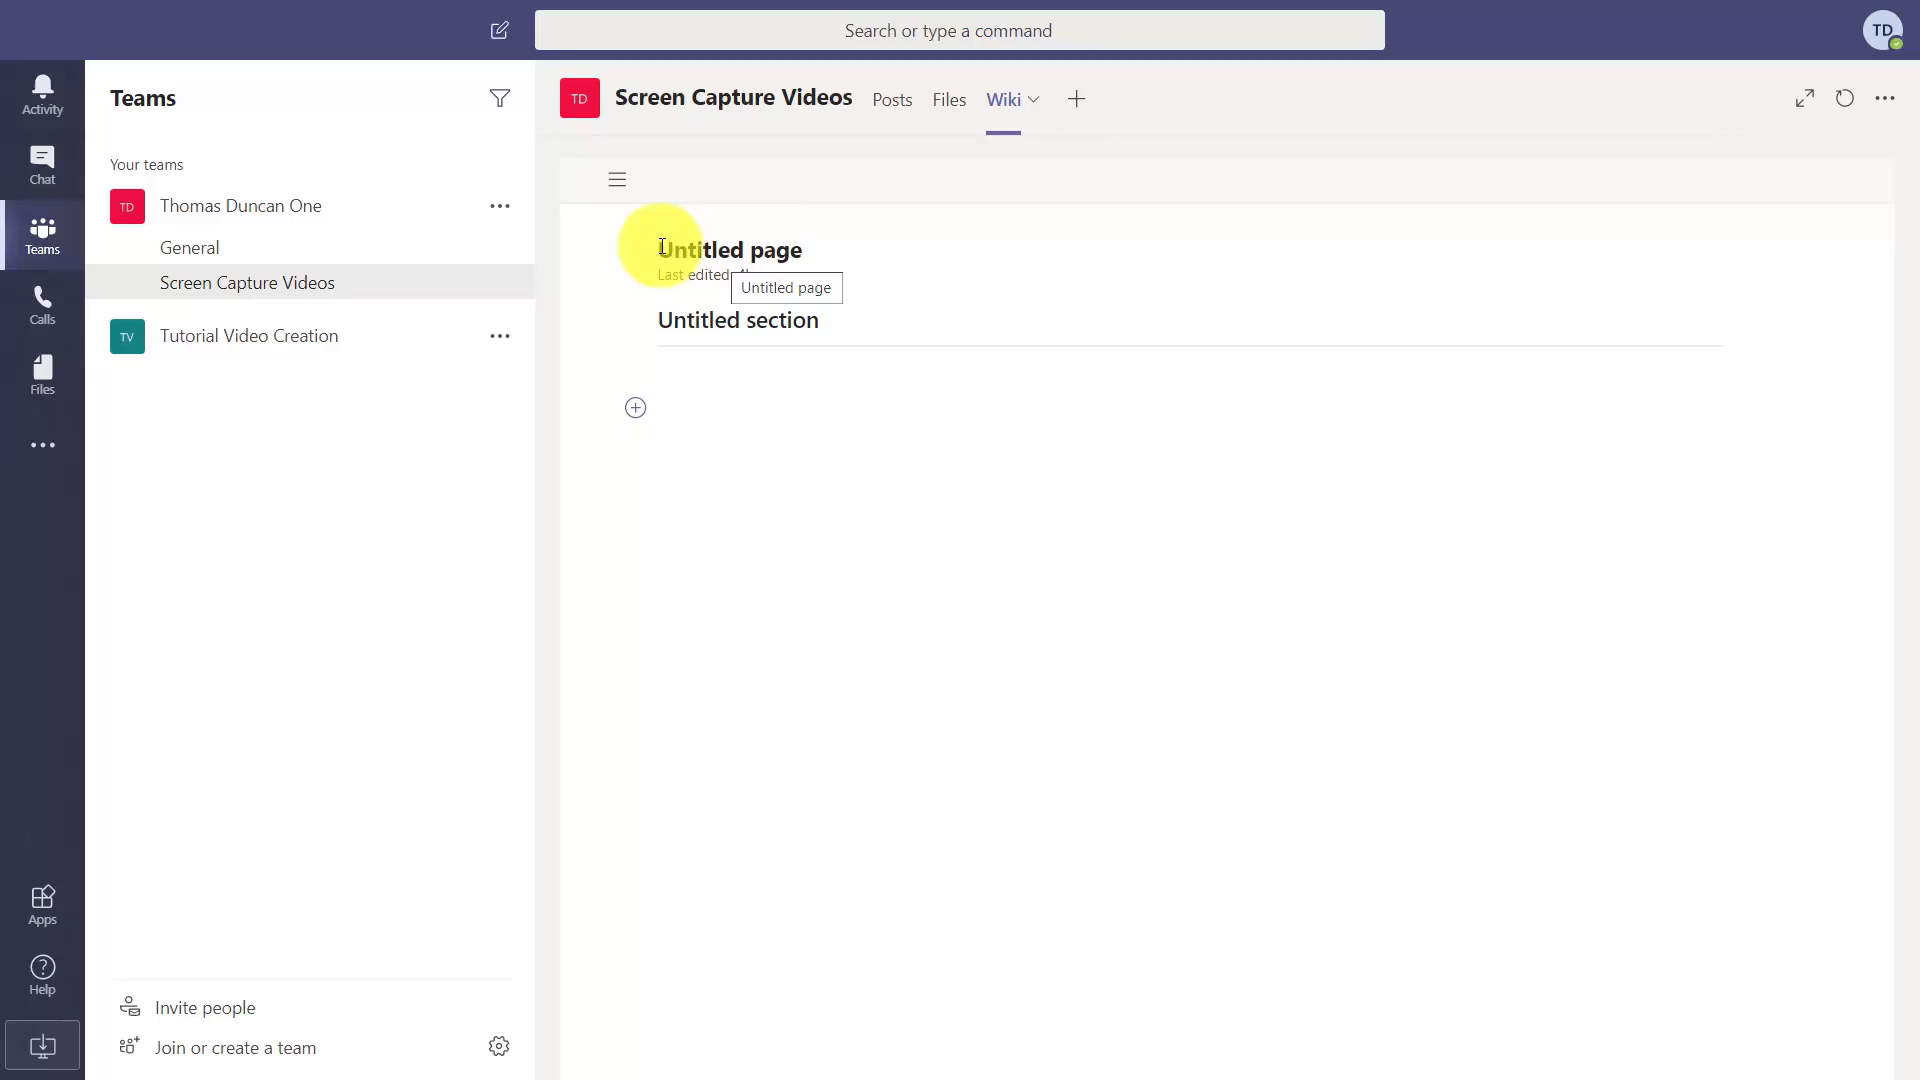 Search or type a command
TD
Activity
Chat
Teams
Calls
Files
Apps
Help
Teams
Your teams
TD Thomas Duncan One
General
Screen Capture Videos
TV Tutorial Video Creation
Invite people
Join or create a team
TD Screen Capture Videos Posts Files Wiki
Untitled page
Last edited:
Untitled page
Untitled section